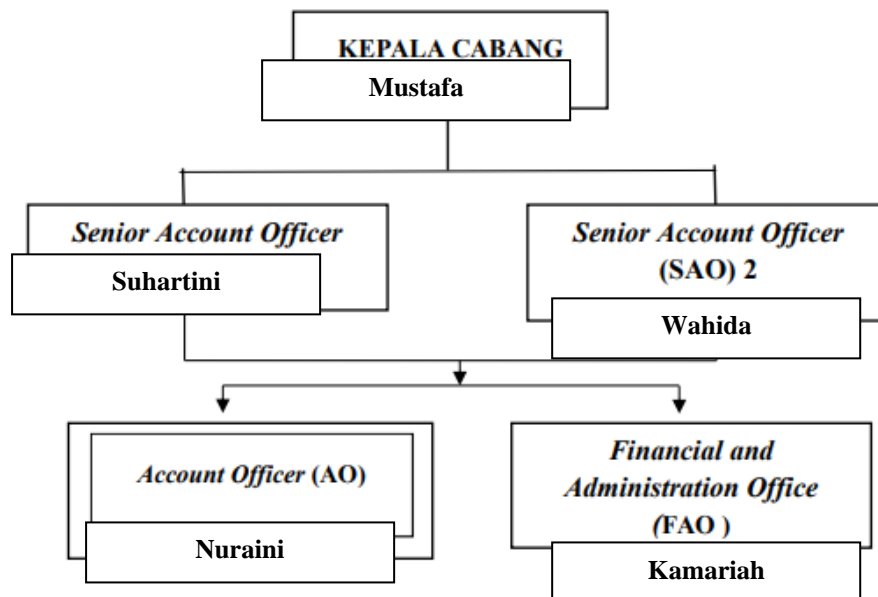 KEPALA CABANG
Mustafa
Senior Account Officer
Suhartini
Senior Account Officer
(SAO) 2
Wahida
Account Officer (AO)
Nuraini
Financial and
Administration Office
(FAO )
Kamariah